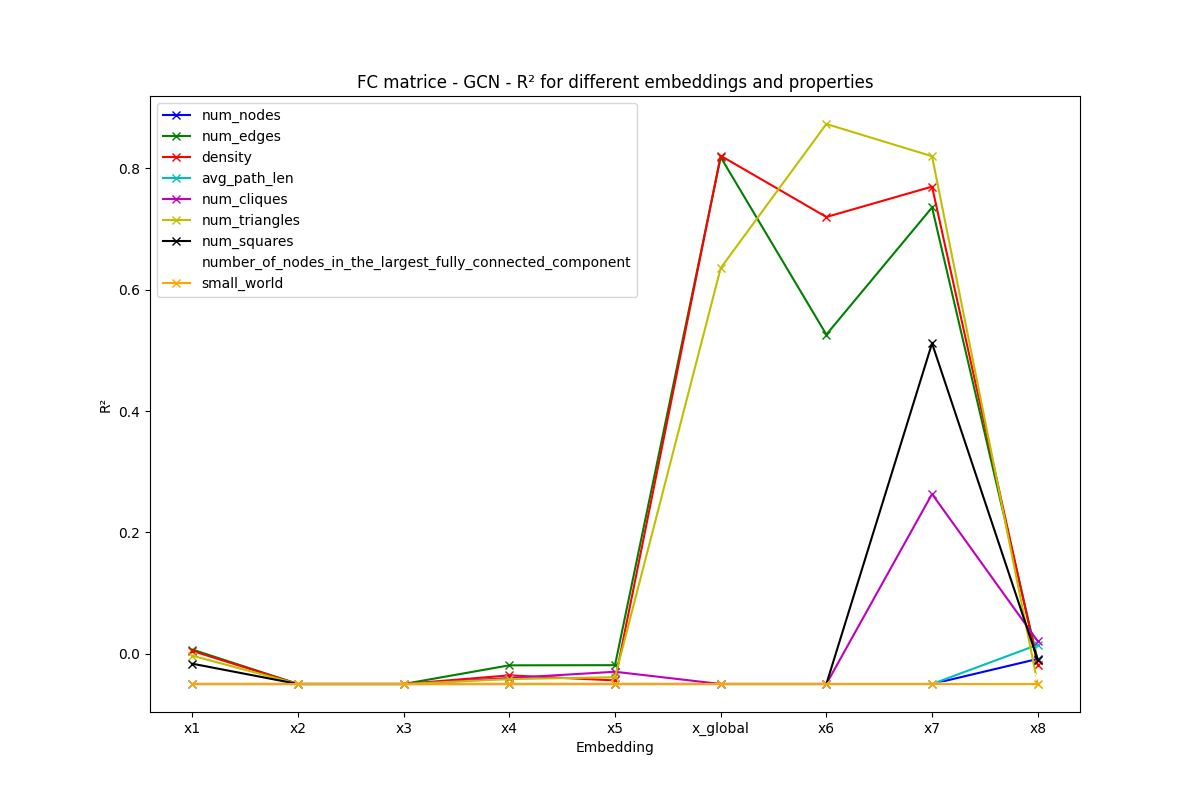 FC matrice - GCN - R² for different embeddings and properties
num_nodes
num_edges
density
avg_path_len
num_cliques
num_triangles
num_squares
number_of_nodes_in_the_largest_fully_connected_component
small_world
0.8
0.6
0.4
0.2
0.0
R²
x1 x2 x3 x4 x5 x_global x6 x7 x8
Embedding